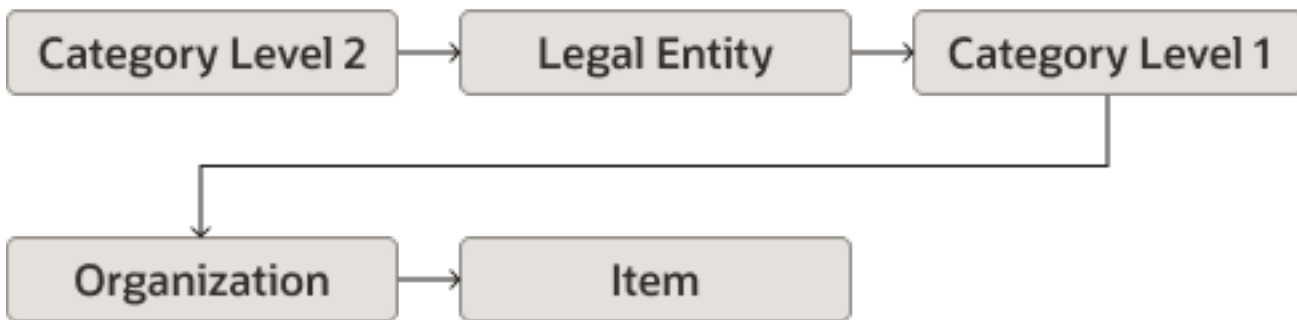 Category Level 2
Legal Entity
Category Level 1
Organization
Item